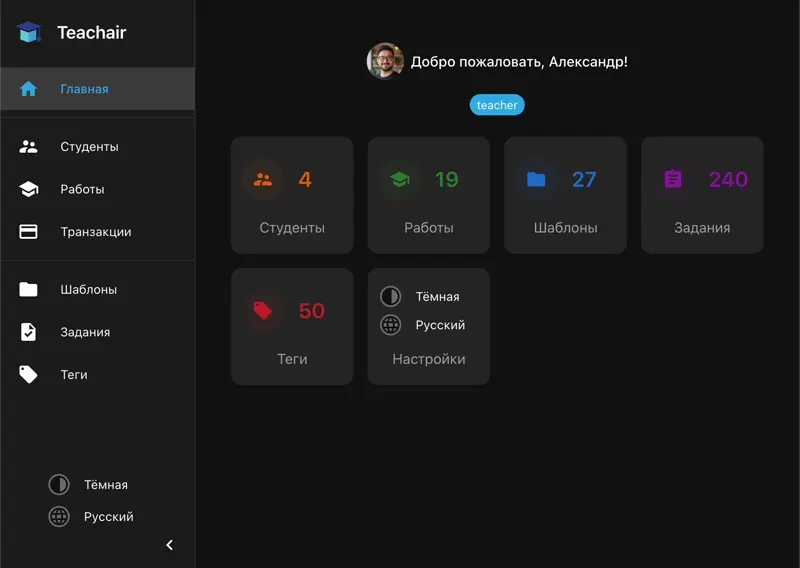 Teachair
Главная
Студенты
Работы
Транзакции
Шаблоны
Задания
Теги
Тёмная
Русский
Добро пожаловать, Александр!
teacher
4
Студенты
19
Работы
27
Шаблоны
240
Задания
50
Теги
Тёмная
Русский
Настройки